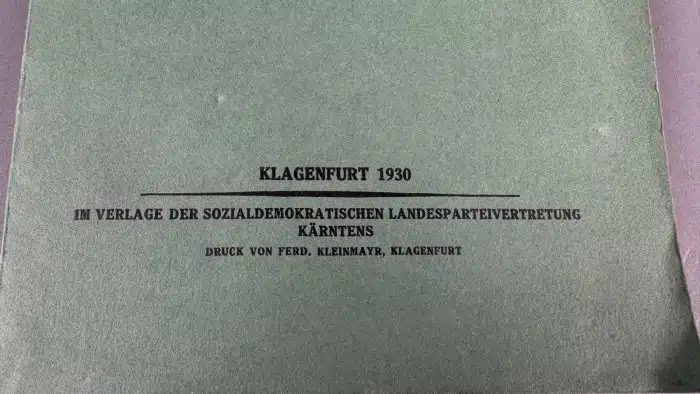 KLAGENFURT 1930
IM VERLAGE DER SOZIALDEMOKRATISCHEN LANDESPARTEIVERTRETUNG
KÄRNTENS
DRUCK VON FERD. KLEINMAYR, KLAGENFURT